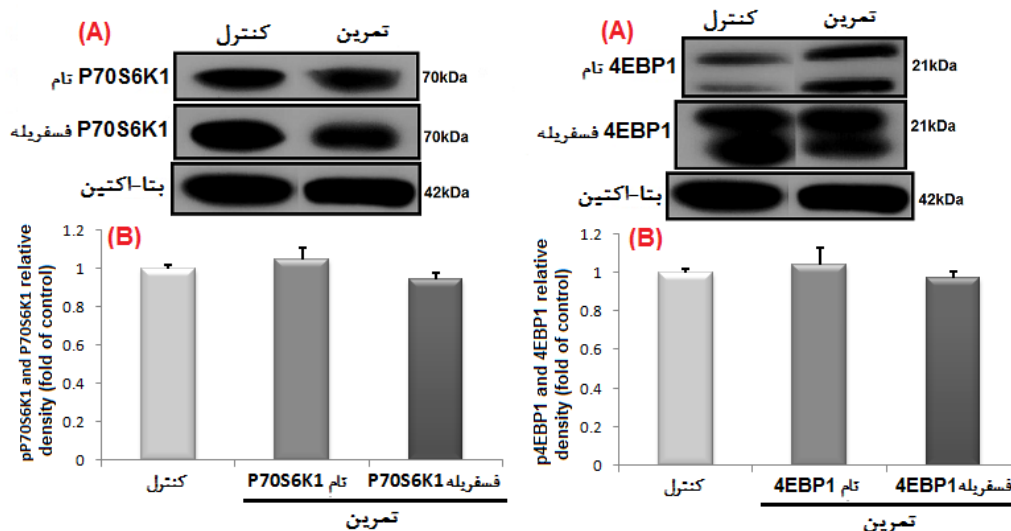 (A)
کنترل تمرین
P70S6K1 تام
70kDa
P70S6K1 فسفریله
70kDa
بتا-اکتین
42kDa
(B)
pP70S6K1 and P70S6K1 relative
density (fold of control)
1.2
1
0.8
0.6
0.4
0.2
0
کنترل
P70S6K1 تام
P70S6K1 فسفریله
تمرین
(A)
کنترل تمرین
4EBP1 تام
21kDa
4EBP1 فسفریله
21kDa
بتا-اکتین
42kDa
(B)
p4EBP1 and 4EBP1 relative
density (fold of control)
1.2
1
0.8
0.6
0.4
0.2
0
کنترل
4EBP1 تام
4EBP1 فسفریله
تمرین